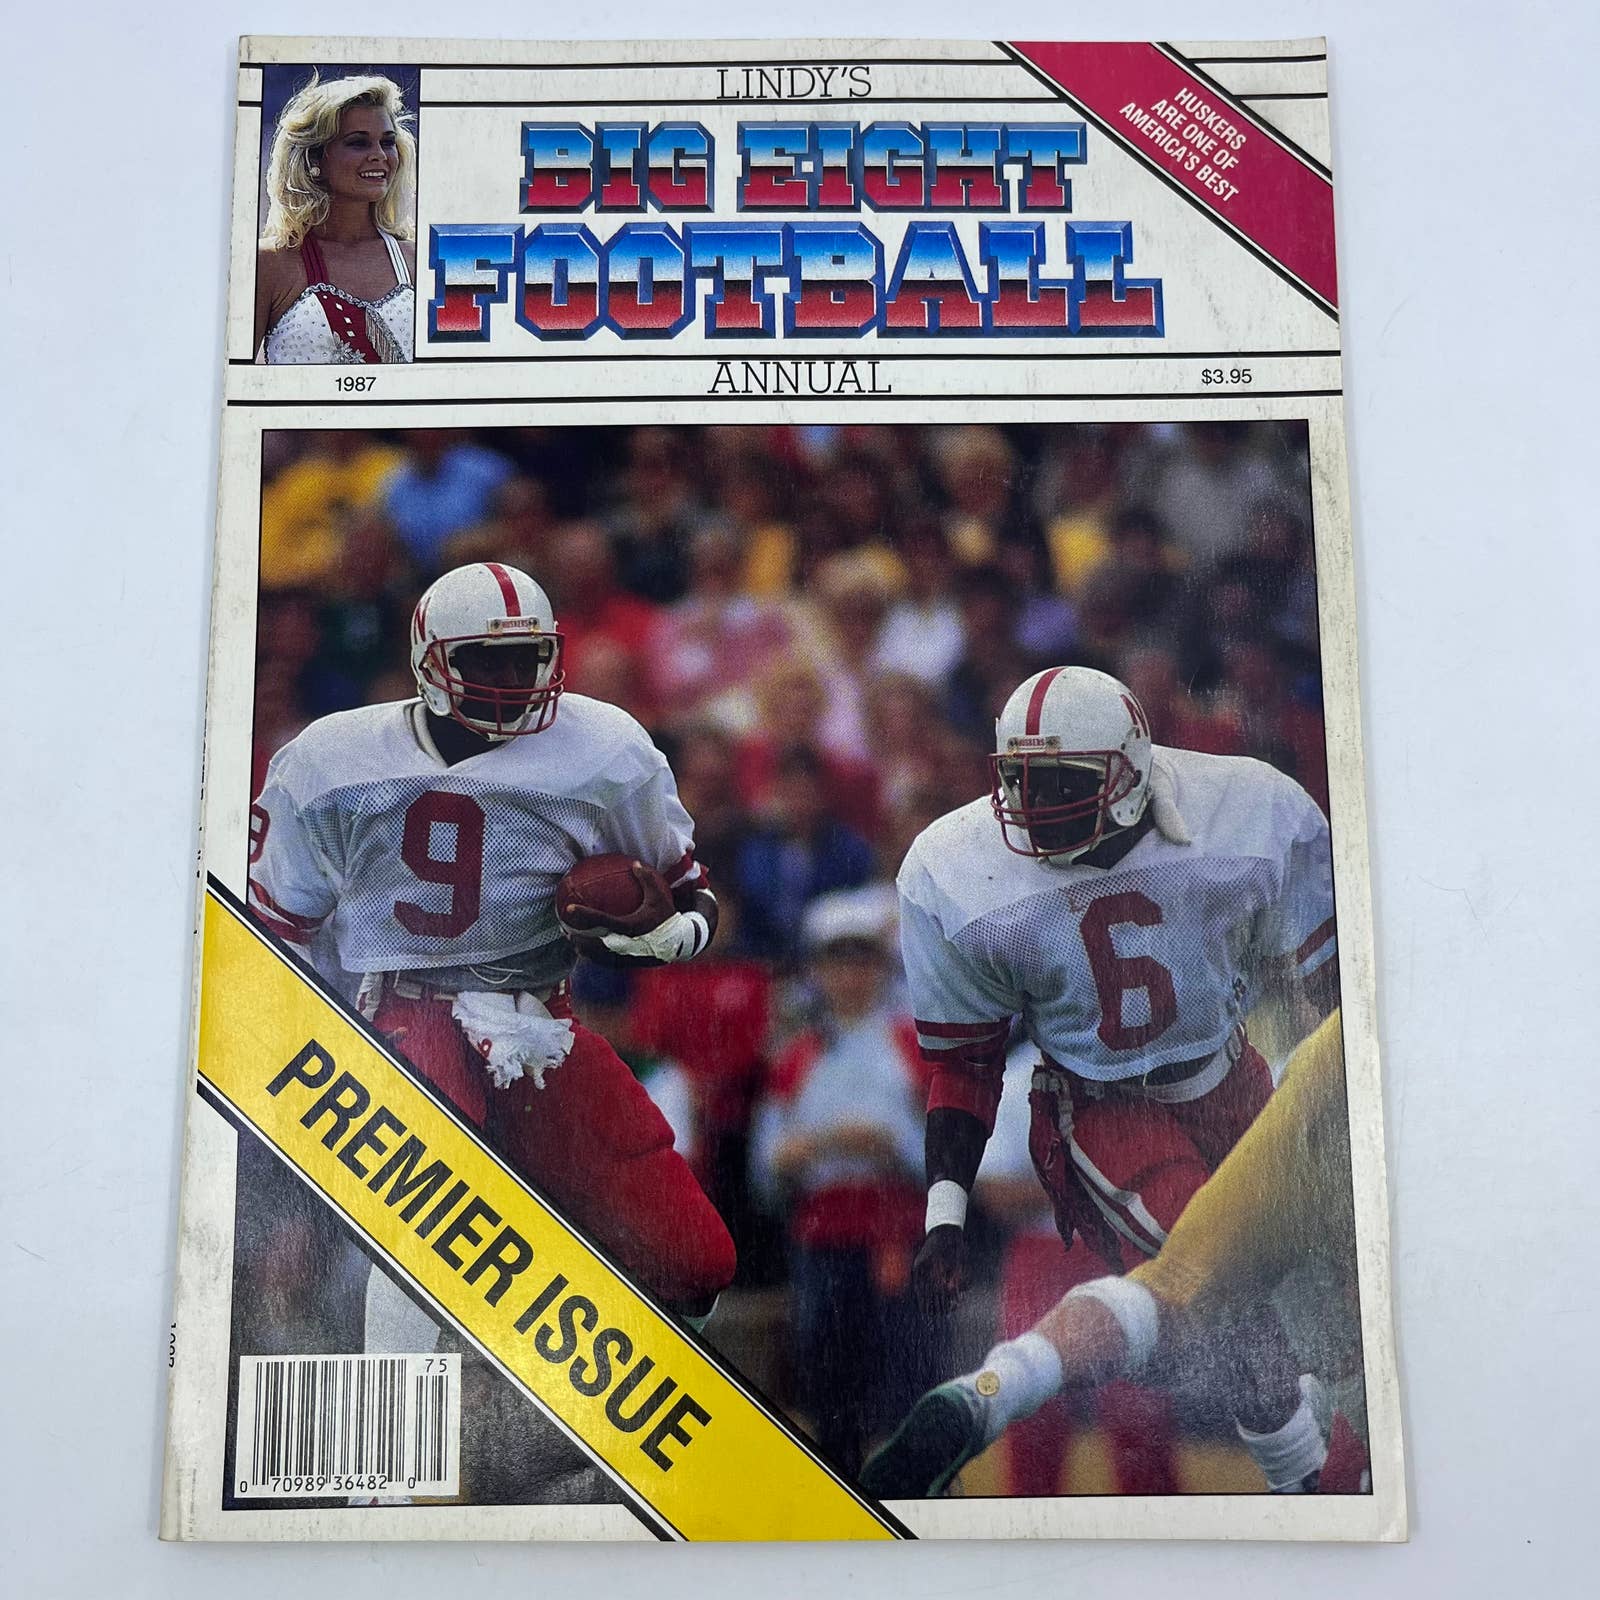 LINDY'S
BIG EIGHT
FOOTBALL
ANNUAL
1987
$3.95
HUSKERS
ARE ONE OF
AMERICA'S BEST
N
HUSKERS
9
9
HUSKERS
N
6
PREMIER ISSUE
75
0 70989 36482 0